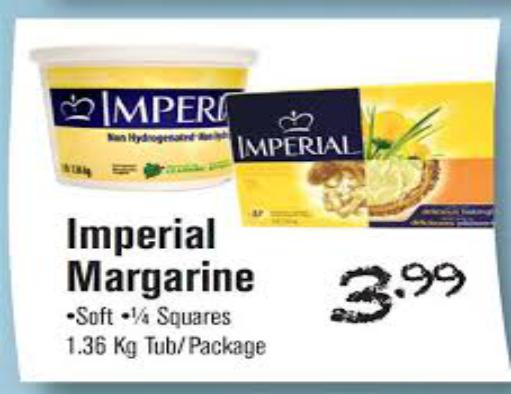 IMPERI
Non Hydrogenated
IMPERIAL
Imperial
Margarine
•Soft •¼ Squares
1.36 Kg Tub/Package
3.99